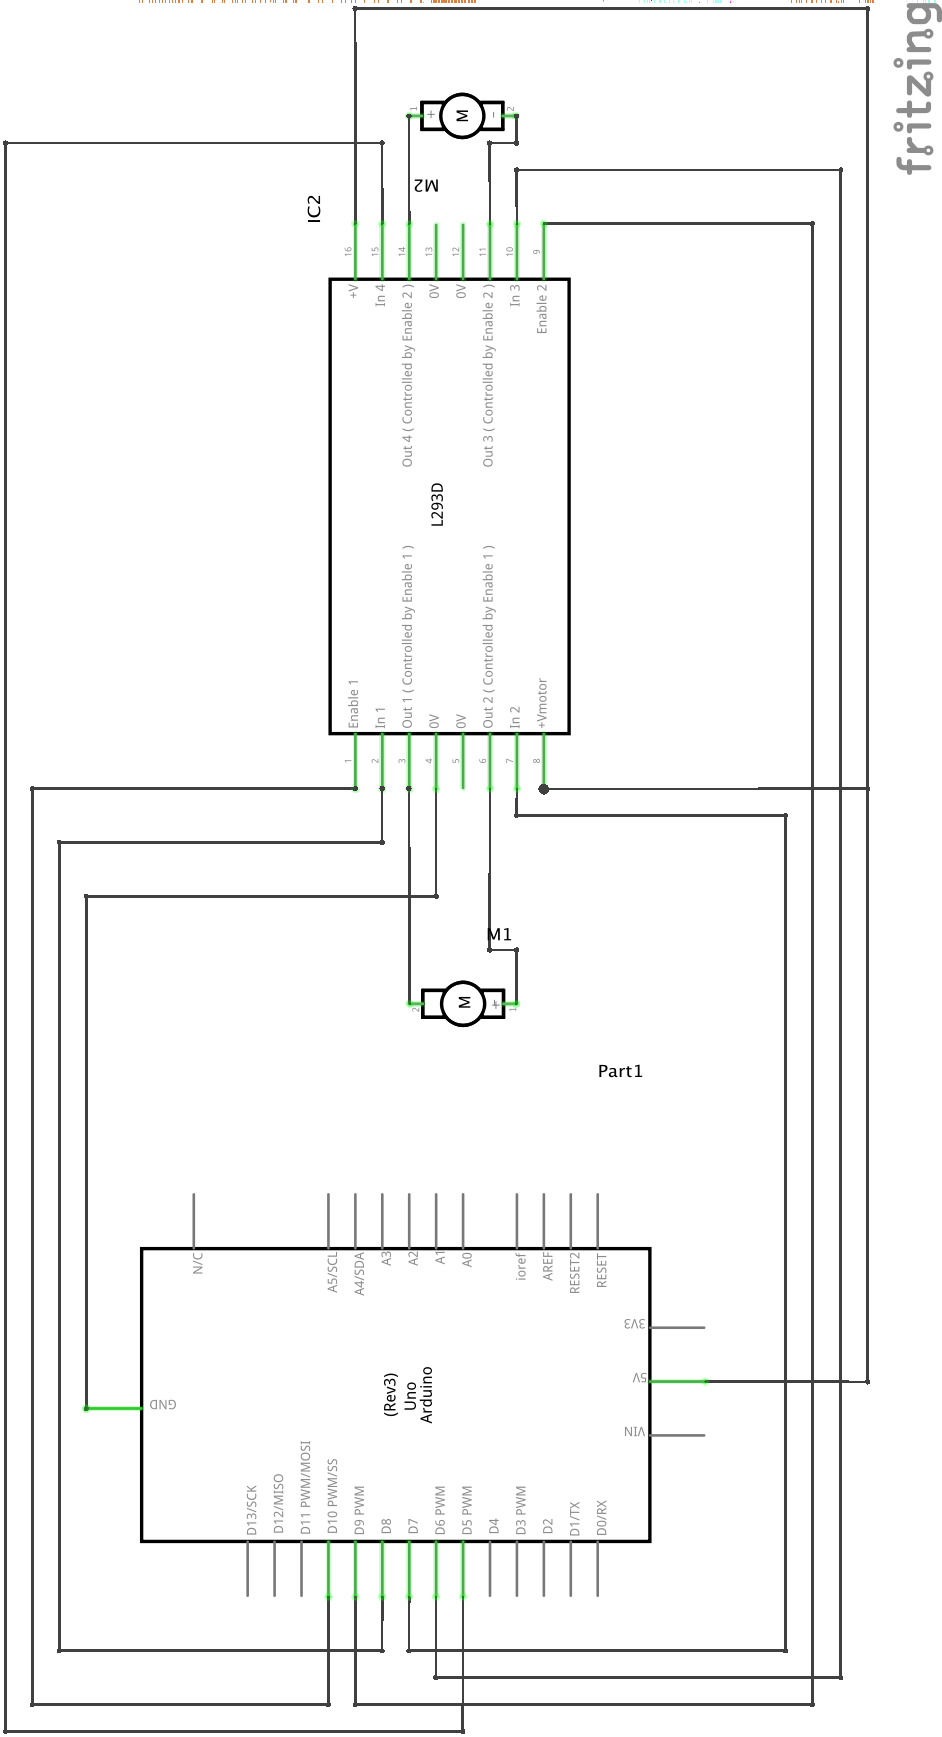 fritzing
1
+
M
-
2
M2
IC2
16
15
14
13
12
11
10
9
+V
In 4
Out 4 ( Controlled by Enable 2 )
0V
0V
Out 3 ( Controlled by Enable 2 )
In 3
Enable 2
L293D
Enable 1
In 1
Out 1 ( Controlled by Enable 1 )
0V
0V
Out 2 ( Controlled by Enable 1 )
In 2
+Vmotor
1
2
3
4
5
6
7
8
M1
2
M
+
1
Part1
N/C
A5/SCL
A4/SDA
A3
A2
A1
A0
ioref
AREF
RESET2
RESET
3V3
5V
VIN
GND
Arduino
Uno
(Rev3)
D13/SCK
D12/MISO
D11 PWM/MOSI
D10 PWM/SS
D9 PWM
D8
D7
D6 PWM
D5 PWM
D4
D3 PWM
D2
D1/TX
D0/RX